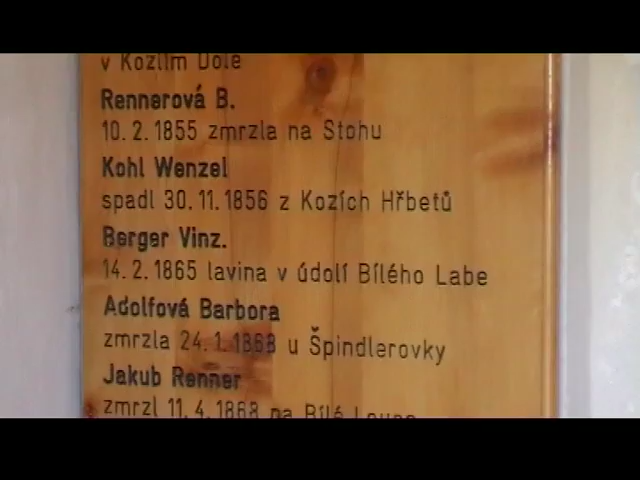 v Kozlím Dole
Rennerová B.
10. 2. 1855 zmrzla na Stohu
Kohl Wenzel
spadl 30. 11. 1856 z Kozích Hřbetů
Berger Vinz.
14. 2. 1865 lavina v údolí Bílého Labe
Adolfová Barbora
zmrzla 24. 1. 1868 u Špindlerovky
Jakub Renner
zmrzl 11. 4. 1868 na Bílé